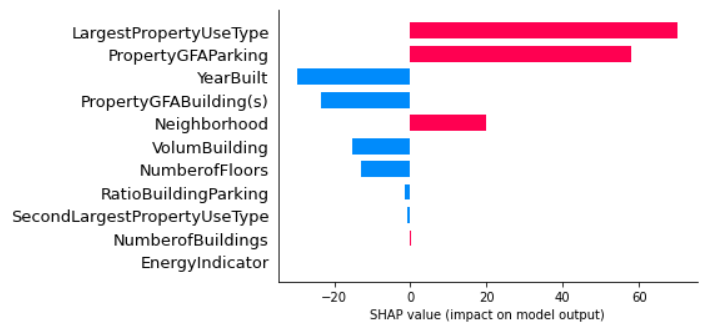 LargestPropertyUseType
PropertyGFAParking
YearBuilt
PropertyGFABuilding(s)
Neighborhood
VolumBuilding
NumberofFloors
RatioBuildingParking
SecondLargestPropertyUseType
NumberofBuildings
EnergyIndicator
−20 0 20 40 60
SHAP value (impact on model output)